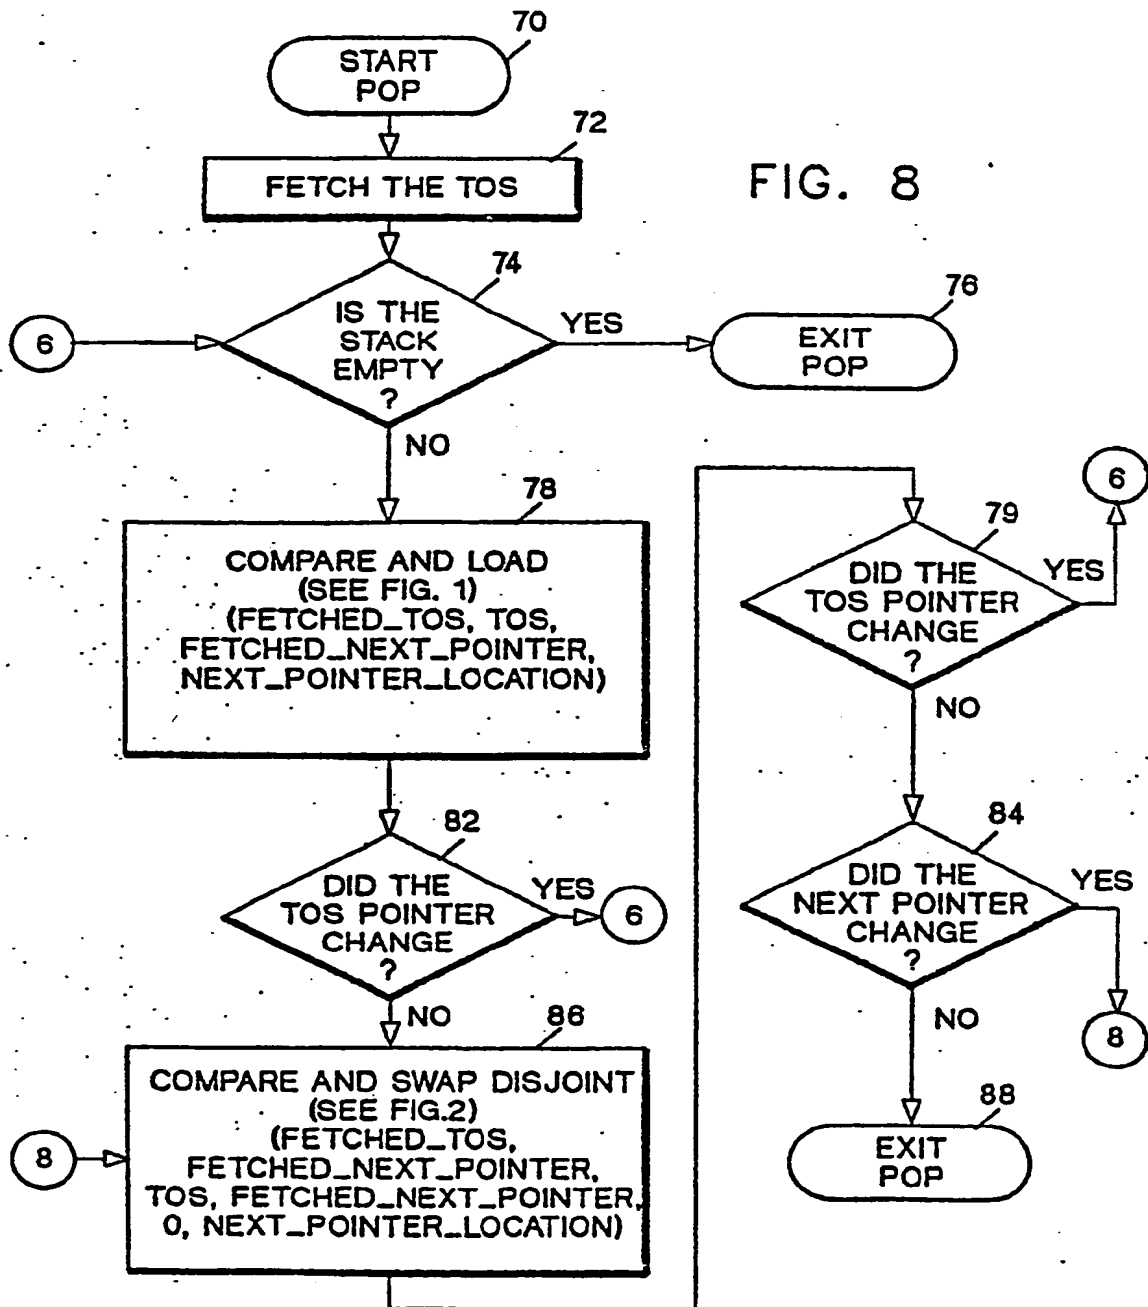 70
START
POP
72
FETCH THE TOS
FIG. 8
74
IS THE
STACK
EMPTY
?
6
YES
76
EXIT
POP
NO
78
COMPARE AND LOAD
(SEE FIG. 1)
(FETCHED_TOS, TOS,
FETCHED_NEXT_POINTER,
NEXT_POINTER_LOCATION)
82
DID THE
TOS POINTER
CHANGE
?
YES
6
NO
86
COMPARE AND SWAP DISJOINT
(SEE FIG.2)
(FETCHED_TOS,
FETCHED_NEXT_POINTER,
TOS, FETCHED_NEXT_POINTER,
0, NEXT_POINTER_LOCATION)
8
6
79
DID THE
TOS POINTER
CHANGE
?
YES
NO
84
DID THE
NEXT POINTER
CHANGE
?
YES
8
NO
88
EXIT
POP